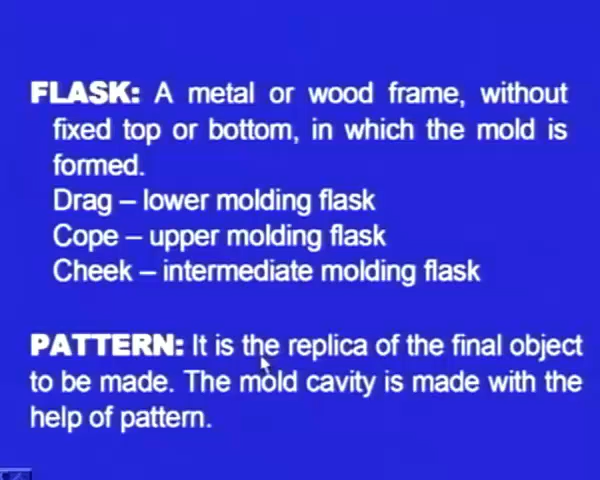 FLASK: A metal or wood frame, without
fixed top or bottom, in which the mold is
formed.
Drag – lower molding flask
Cope – upper molding flask
Cheek – intermediate molding flask
PATTERN: It is the replica of the final object
to be made. The mold cavity is made with the
help of pattern.